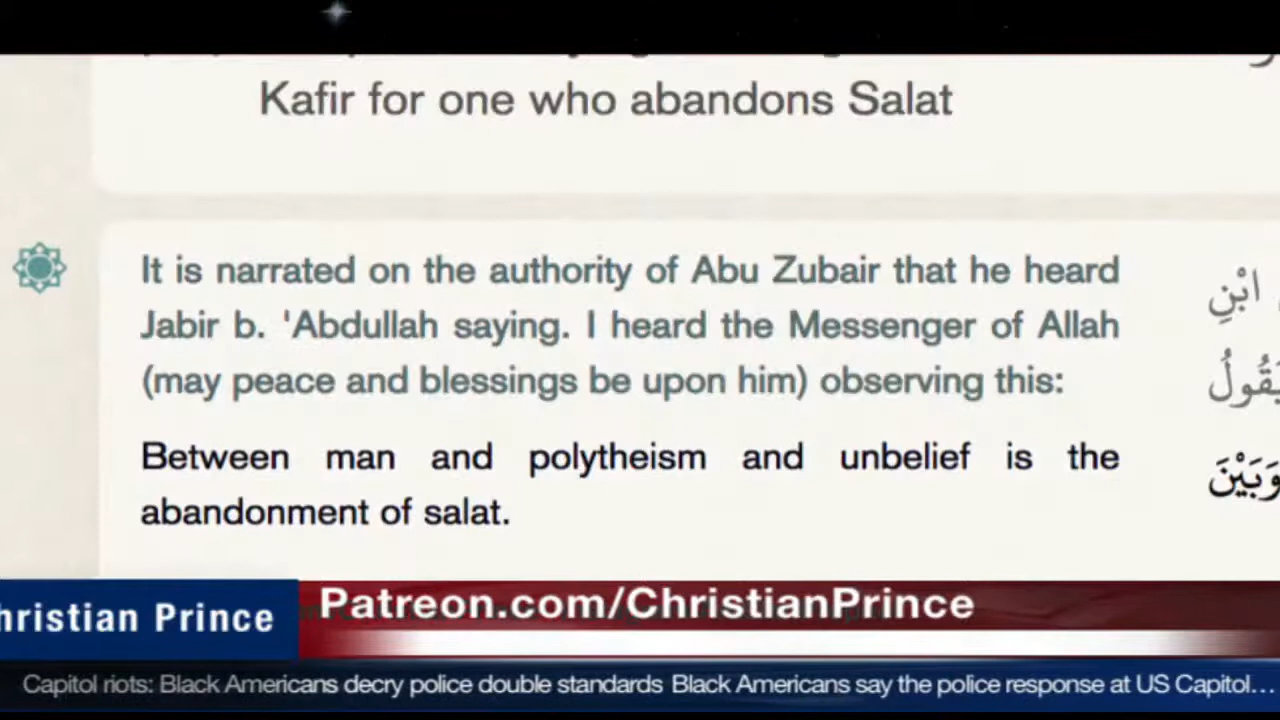 Kafir for one who abandons Salat
It is narrated on the authority of Abu Zubair that he heard
ابْنِ
Jabir b. 'Abdullah saying. I heard the Messenger of Allah
(may peace and blessings be upon him) observing this:
يَقُولُ
Between man and polytheism and unbelief is the
وَبَيْنَ
abandonment of salat.
hristian Prince
Patreon.com/ChristianPrince
Capitol riots: Black Americans decry police double standards Black Americans say the police response at US Capitol...